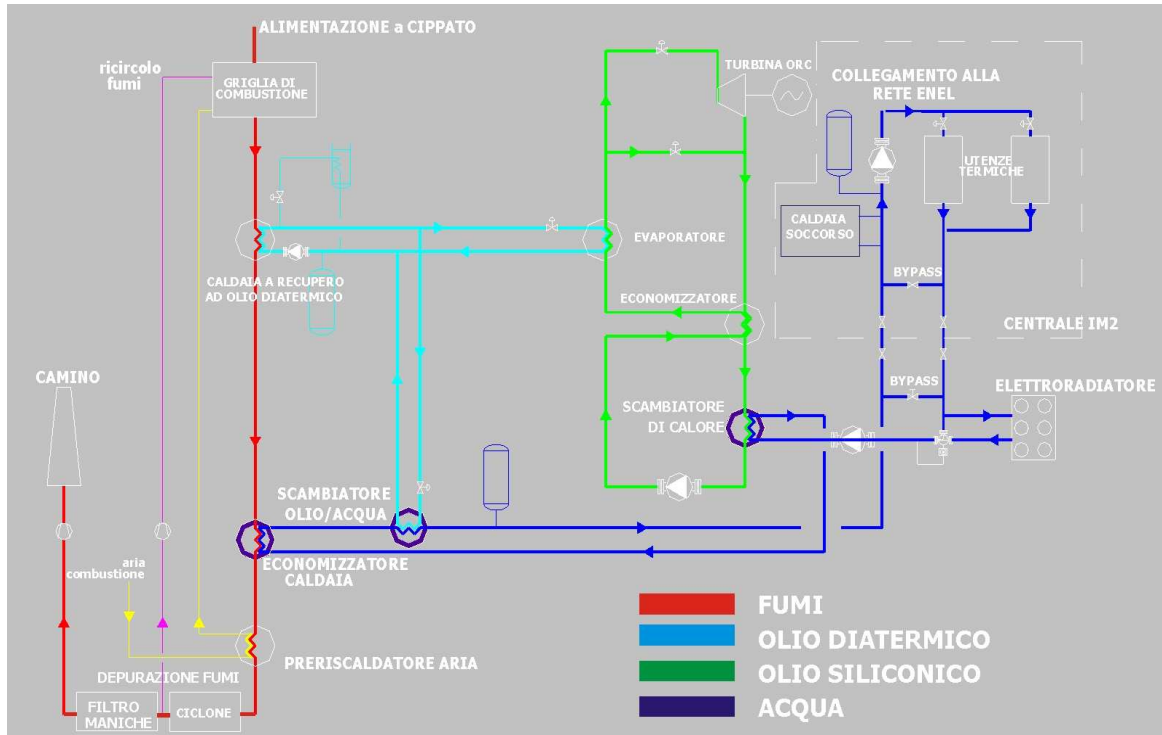 ALIMENTAZIONE a CIPPATO
ricircolo
fumi
GRIGLIA DI
COMBUSTIONE
TURBINA ORC
COLLEGAMENTO ALLA
RETE ENEL
UTENZE
TERMICHE
CALDAIA
SOCCORSO
EVAPORATORE
CALDAIA A RECUPERO
AD OLIO DIATERMICO
BYPASS
ECONOMIZZATORE
CENTRALE IM2
CAMINO
BYPASS
ELETTRORADIATORE
SCAMBIATORE
DI CALORE
SCAMBIATORE
OLIO/ACQUA
ECONOMIZZATORE
CALDAIA
aria
combustione
PRERISCALDATORE ARIA
DEPURAZIONE FUMI
FILTRO
MANICHE
CICLONE
FUMI
OLIO DIATERMICO
OLIO SILICONICO
ACQUA